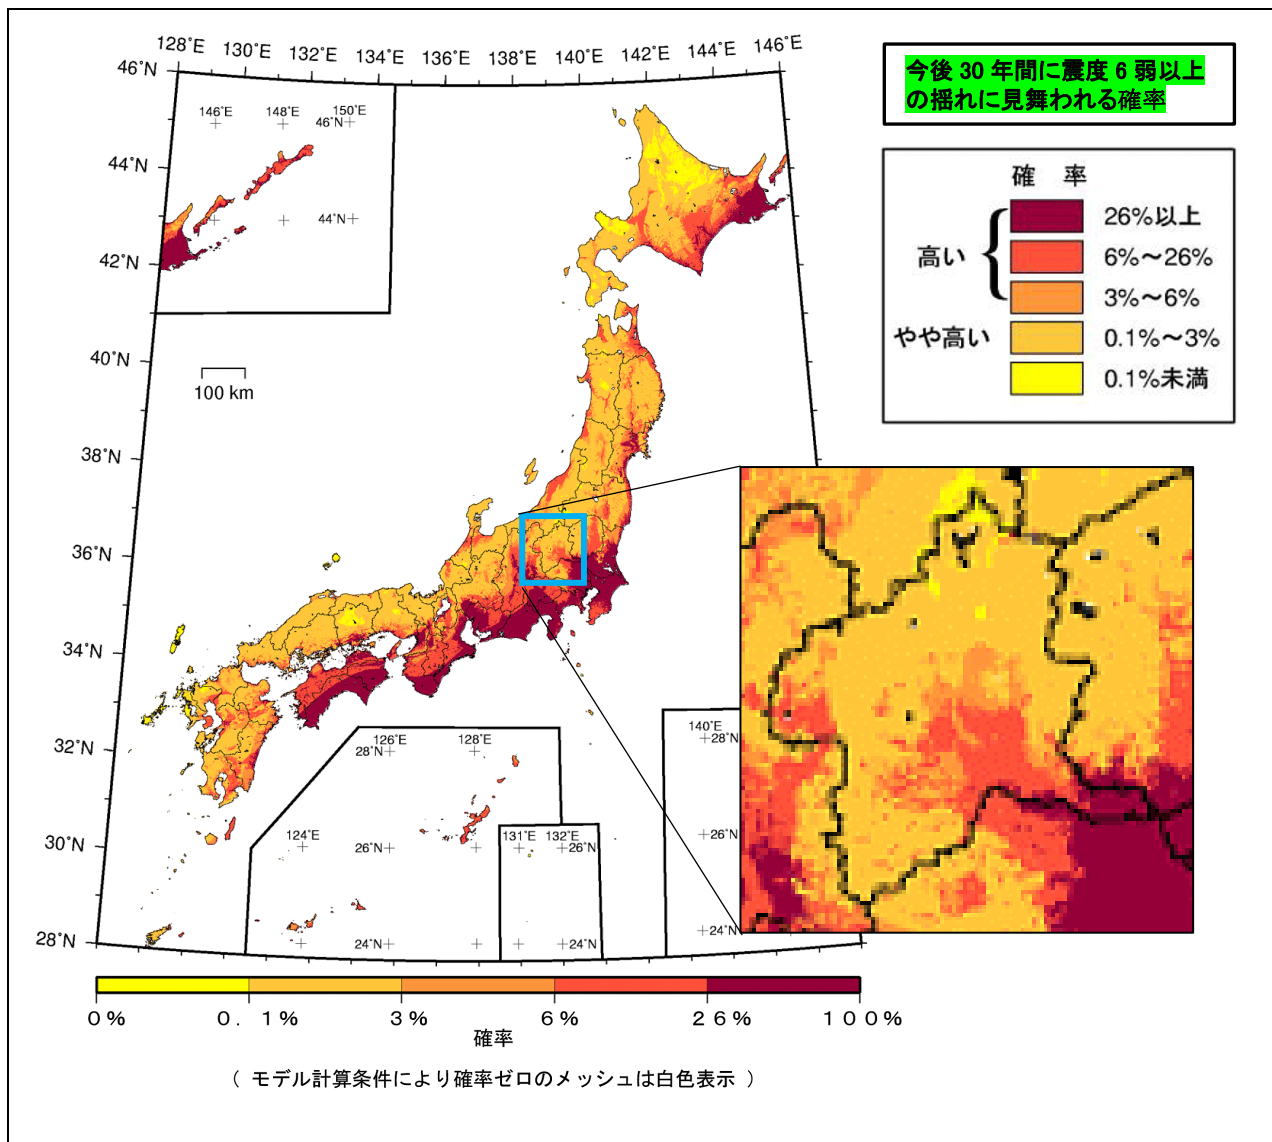 128°E 130°E 132°E 134°E 136°E 138°E 140°E 142°E 144°E 146°E
46°N
44°N
42°N
40°N
38°N
36°N
34°N
32°N
30°N
28°N
146°E 148°E 150°E
46°N
44°N
100 km
今後 30 年間に震度 6 弱以上
の揺れに見舞われる確率
確 率
高い
26%以上
6%～26%
3%～6%
やや高い 0.1%～3%
0.1%未満
126°E 128°E
28°N
124°E
26°N
24°N
131°E 132°E
26°N
24°N
140°E
28°N
26°N
24°N
0% 0.1% 3% 6% 26% 100%
確率
（ モデル計算条件により確率ゼロのメッシュは白色表示 ）